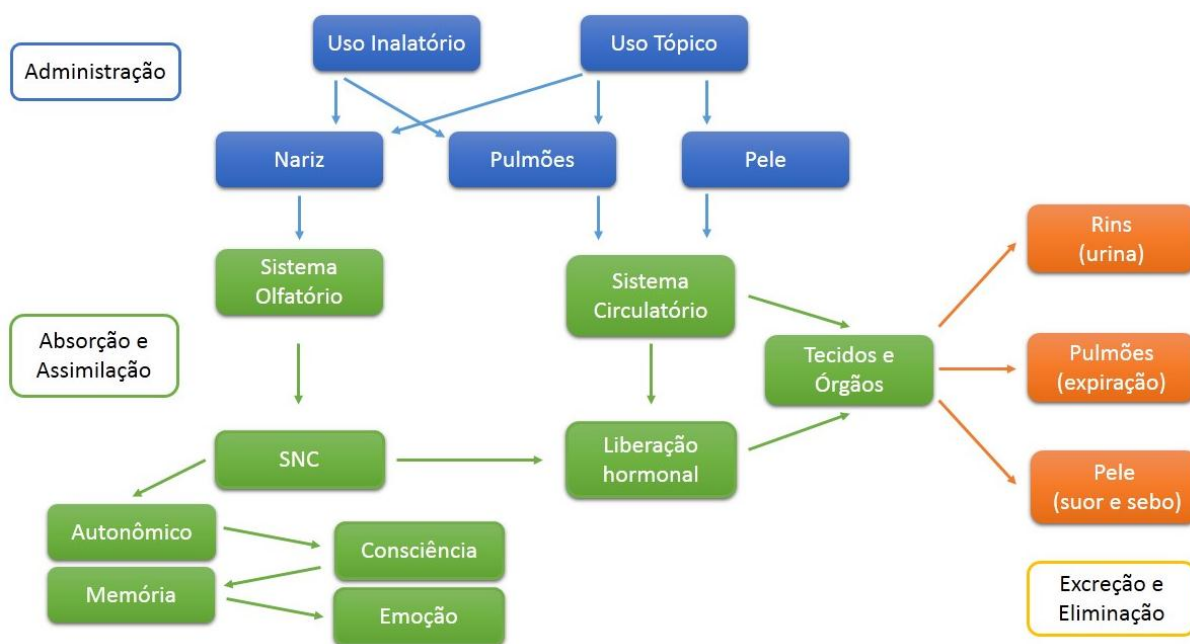 Uso Inalatório
Uso Tópico
Administração
Nariz
Pulmões
Pele
Sistema
Olfatório
Sistema
Circulatório
Rins
(urina)
Absorção e
Assimilação
Tecidos e
Órgãos
Pulmões
(expiração)
SNC
Liberação
hormonal
Pele
(suor e sebo)
Autonômico
Consciência
Memória
Emoção
Excreção e
Eliminação